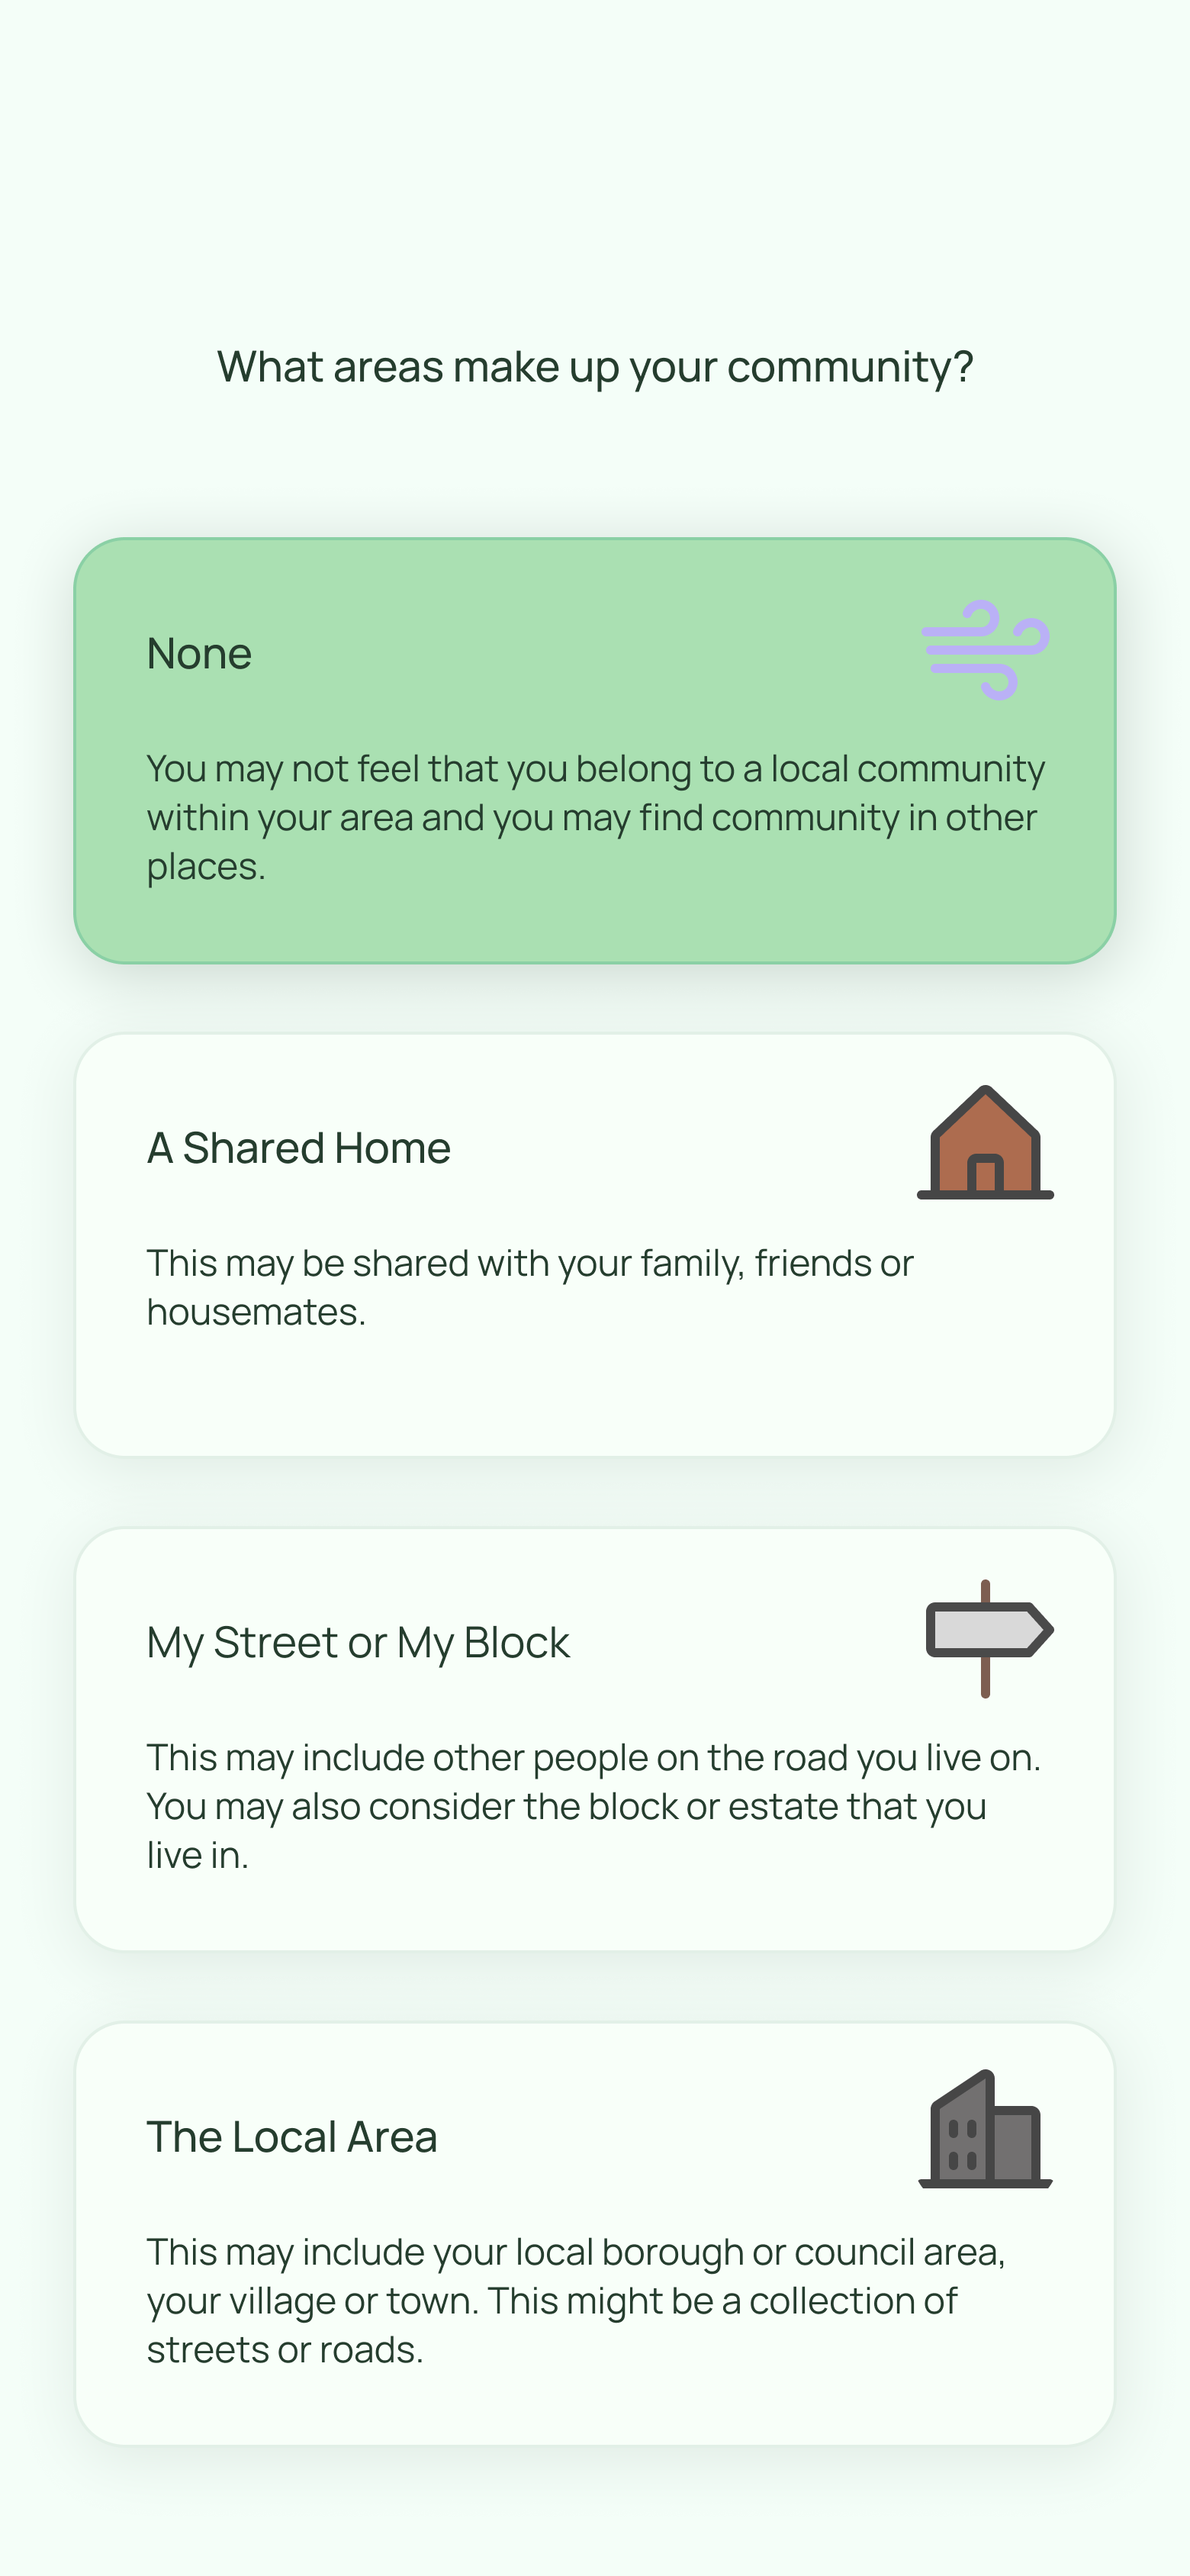 What areas make up your community?
None
You may not feel that you belong to a local community
within your area and you may find community in other
places.
A Shared Home
This may be shared with your family, friends or
housemates.
My Street or My Block
This may include other people on the road you live on.
You may also consider the block or estate that you
live in.
The Local Area
This may include your local borough or council area,
your village or town. This might be a collection of
streets or roads.